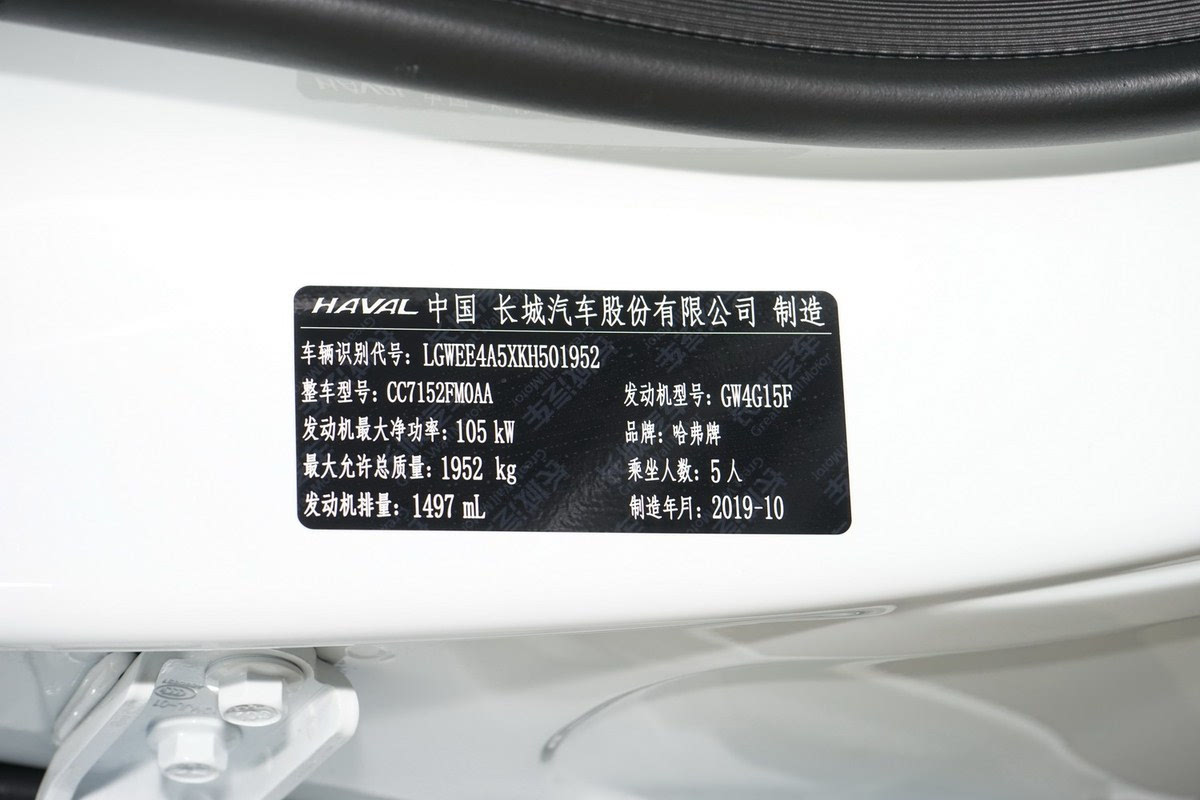 HAVAL 中国 长城汽车股份有限公司 制造
车辆识别代号：LGWEE4A5XKH501952
整车型号：CC7152FM0AA 发动机型号：GW4G15F
发动机最大净功率：105 kW 品牌：哈弗牌
最大允许总质量：1952 kg 乘坐人数：5 人
发动机排量：1497 mL 制造年月：2019-10